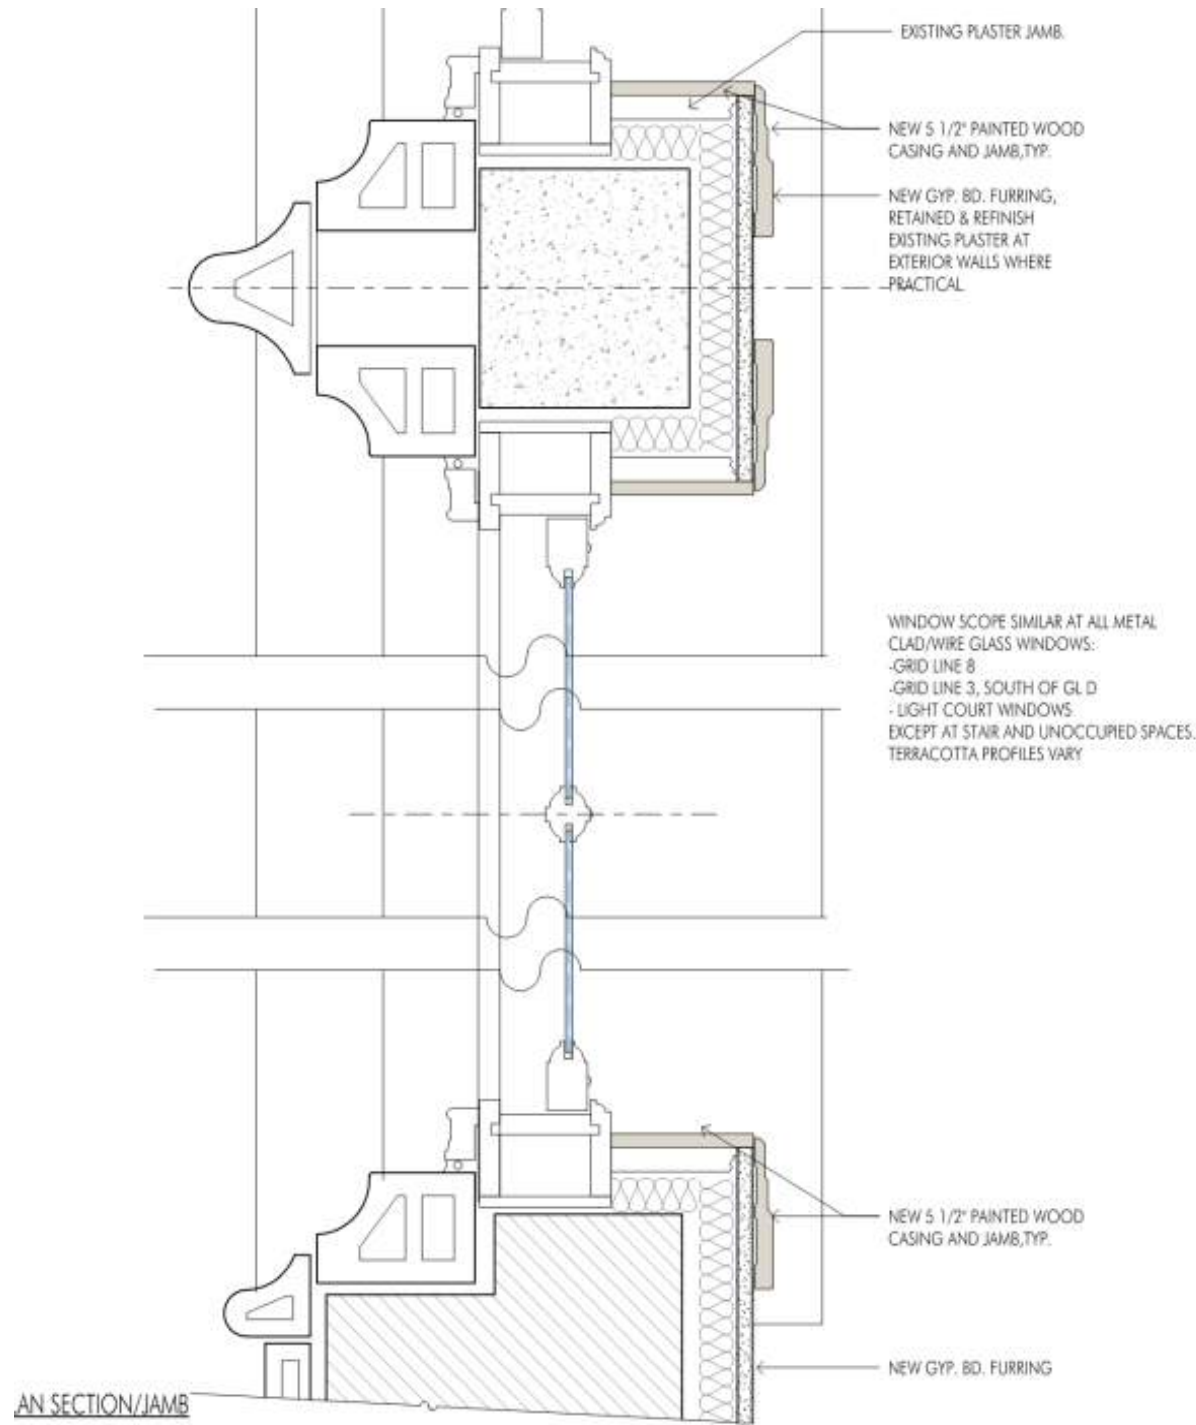 EXISTING PLASTER JAMB.
NEW 5 1/2" PAINTED WOOD
CASING AND JAMB,TYP.
NEW GYP. BD. FURRING,
RETAINED & REFINISH
EXISTING PLASTER AT
EXTERIOR WALLS WHERE
PRACTICAL
WINDOW SCOPE SIMILAR AT ALL METAL
CLAD/WIRE GLASS WINDOWS:
-GRID LINE 8
-GRID LINE 3, SOUTH OF GL D
- LIGHT COURT WINDOWS
EXCEPT AT STAIR AND UNOCCUPIED SPACES.
TERRACOTTA PROFILES VARY
NEW 5 1/2" PAINTED WOOD
CASING AND JAMB,TYP.
NEW GYP. BD. FURRING
AN SECTION/JAMB